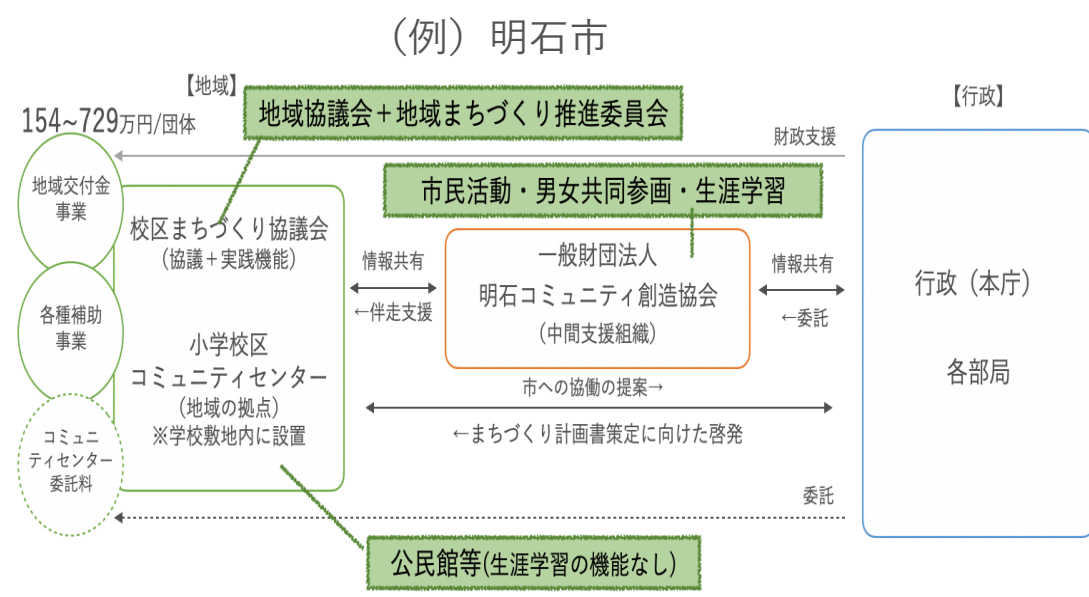 （例）明石市
【地域】
【行政】
154~729万円/団体
地域協議会＋地域まちづくり推進委員会
財政支援
地域交付金
事業
市民活動・男女共同参画・生涯学習
校区まちづくり協議会
（協議＋実践機能）
情報共有
←伴走支援
一般財団法人
明石コミュニティ創造協会
（中間支援組織）
情報共有
←委託
行政（本庁）
各部局
各種補助
事業
小学校区
コミュニティセンター
（地域の拠点）
※学校敷地内に設置
市への協働の提案→
←まちづくり計画書策定に向けた啓発
コミュニ
ティセンター
委託料
委託
公民館等(生涯学習の機能なし)